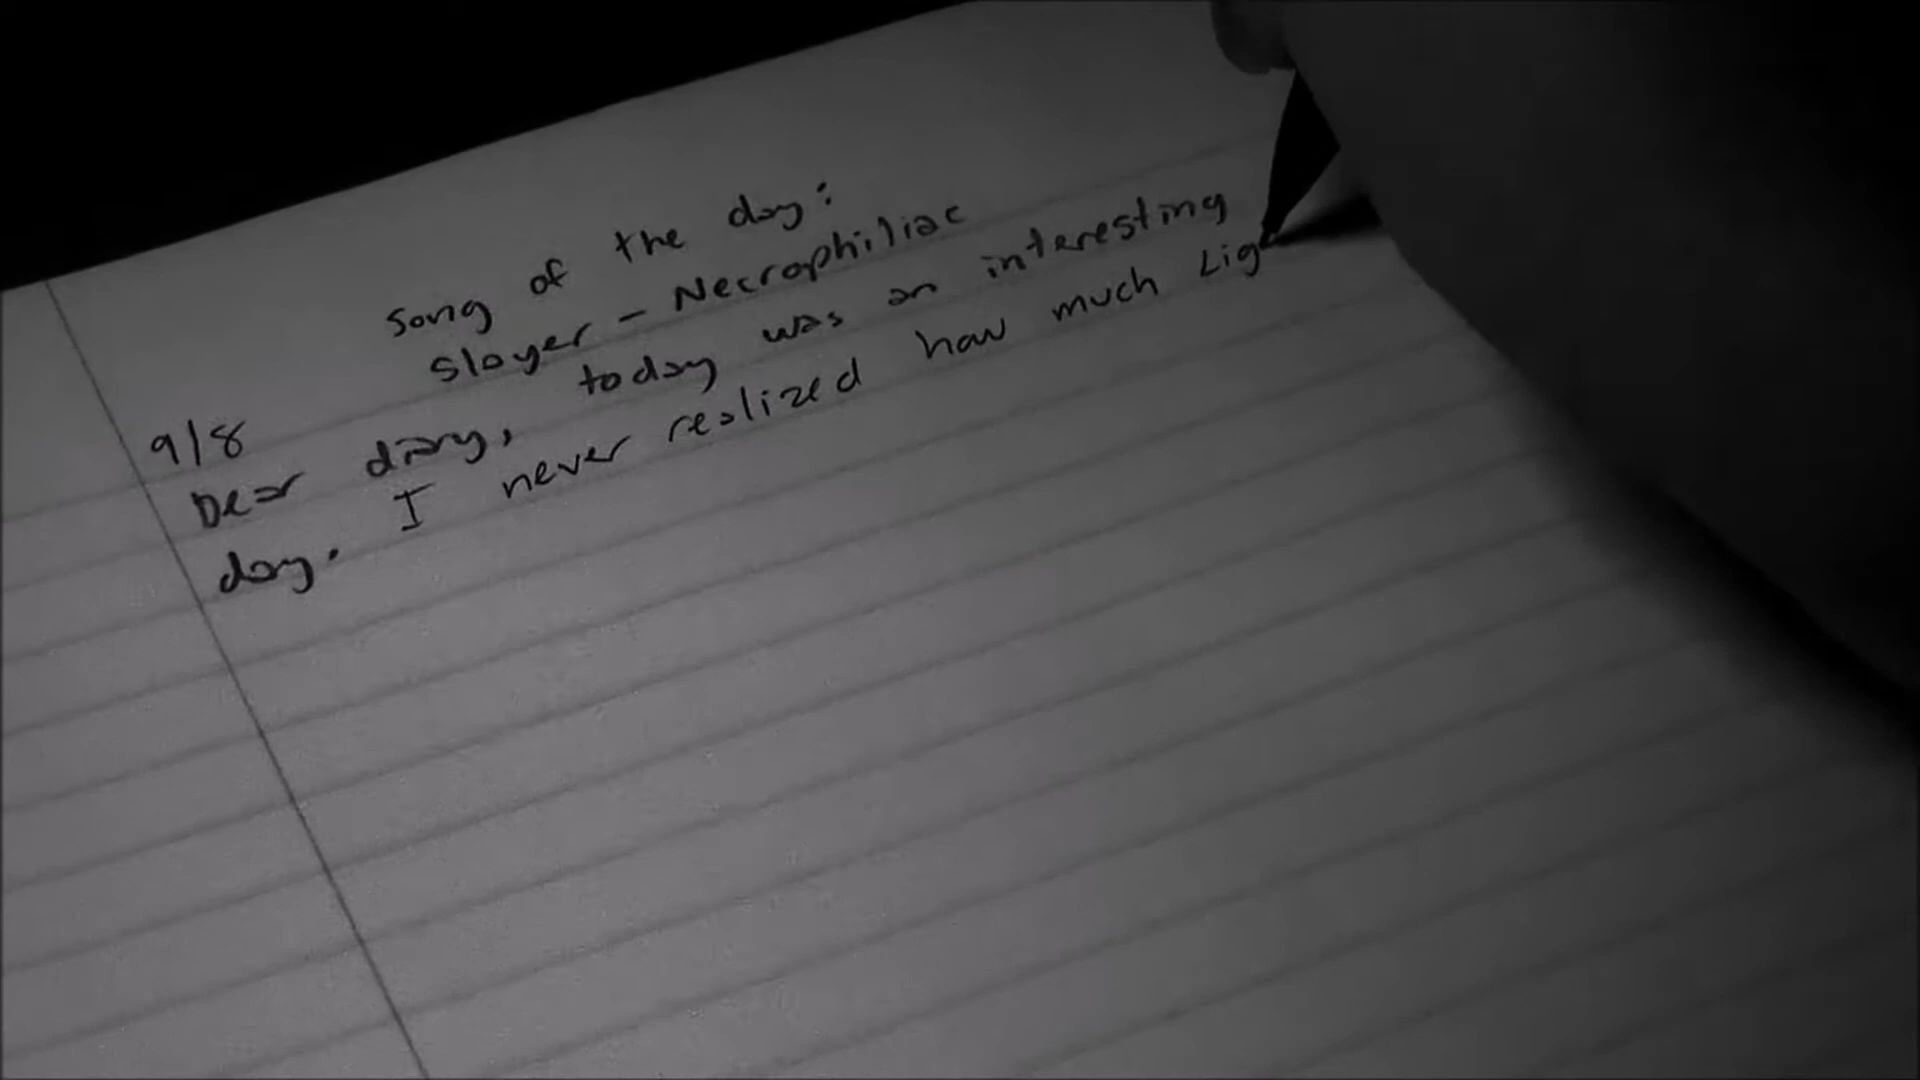 song of the day:
Slayer - Necrophiliac
9/8
Dear diary, today was an interesting
day. I never realized how much Lig